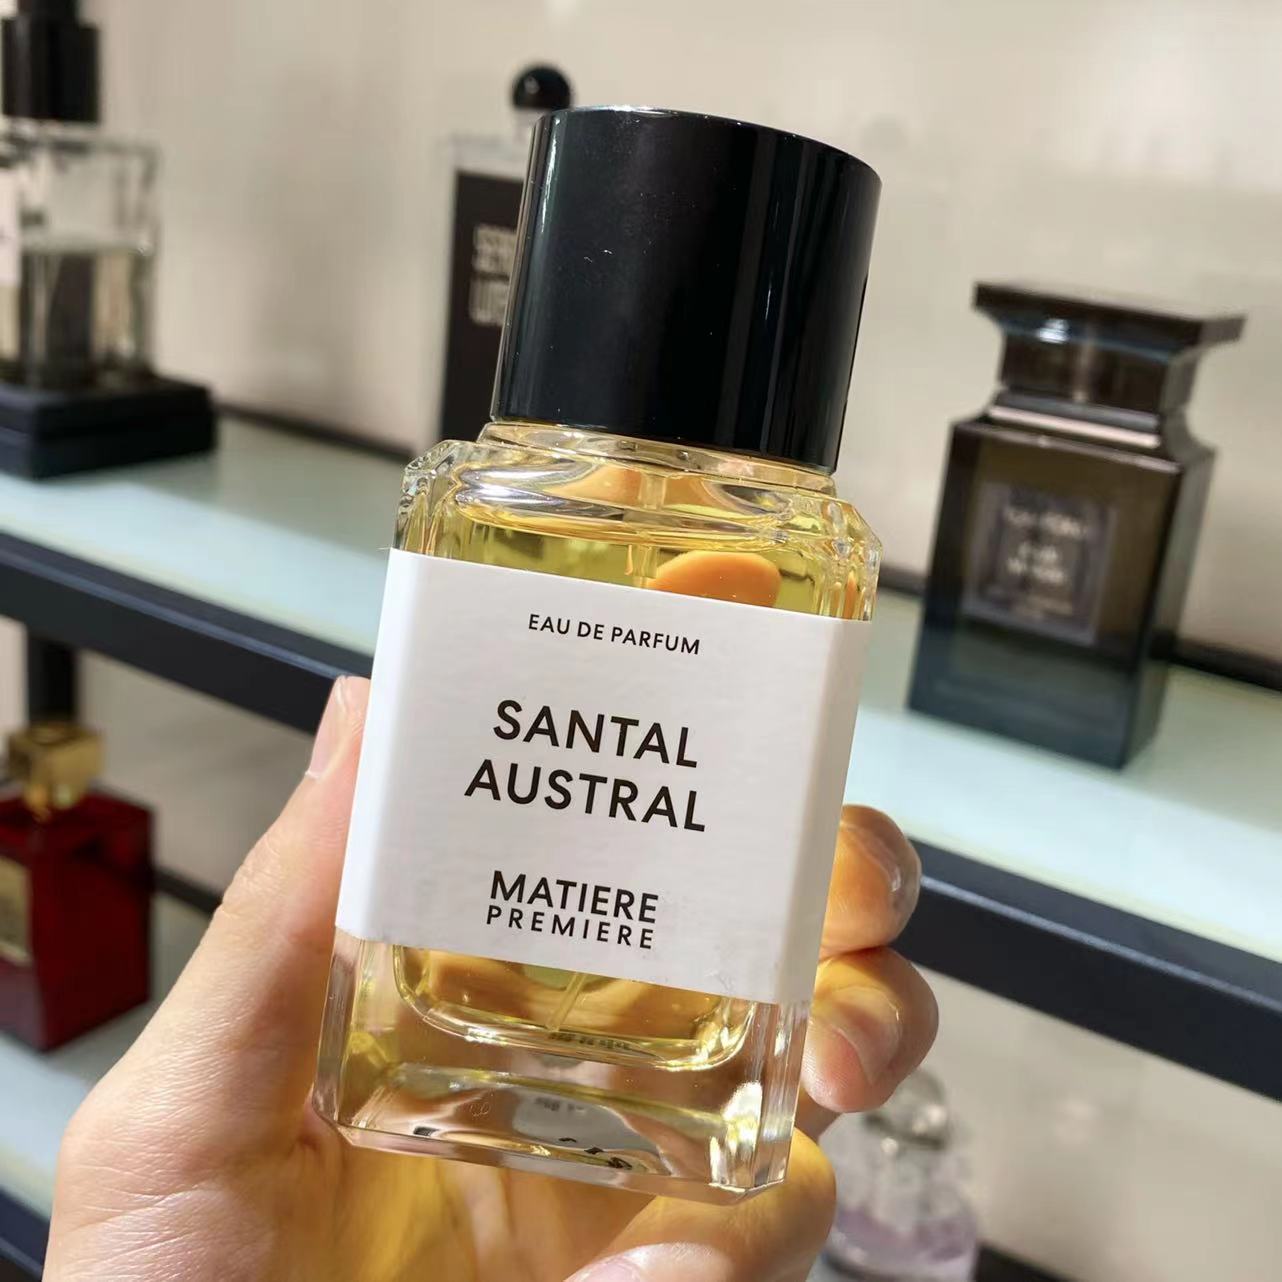 EAU DE PARFUM
SANTAL
AUSTRAL
MATIERE
PREMIERE